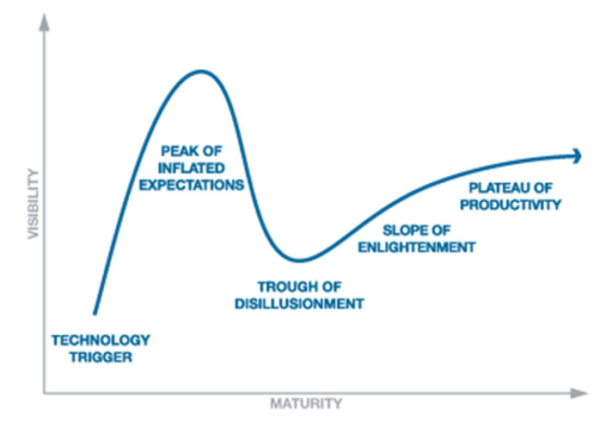 VISIBILITY
PEAK OF
INFLATED
EXPECTATIONS
PLATEAU OF
PRODUCTIVITY
SLOPE OF
ENLIGHTENMENT
TROUGH OF
DISILLUSIONMENT
TECHNOLOGY
TRIGGER
MATURITY